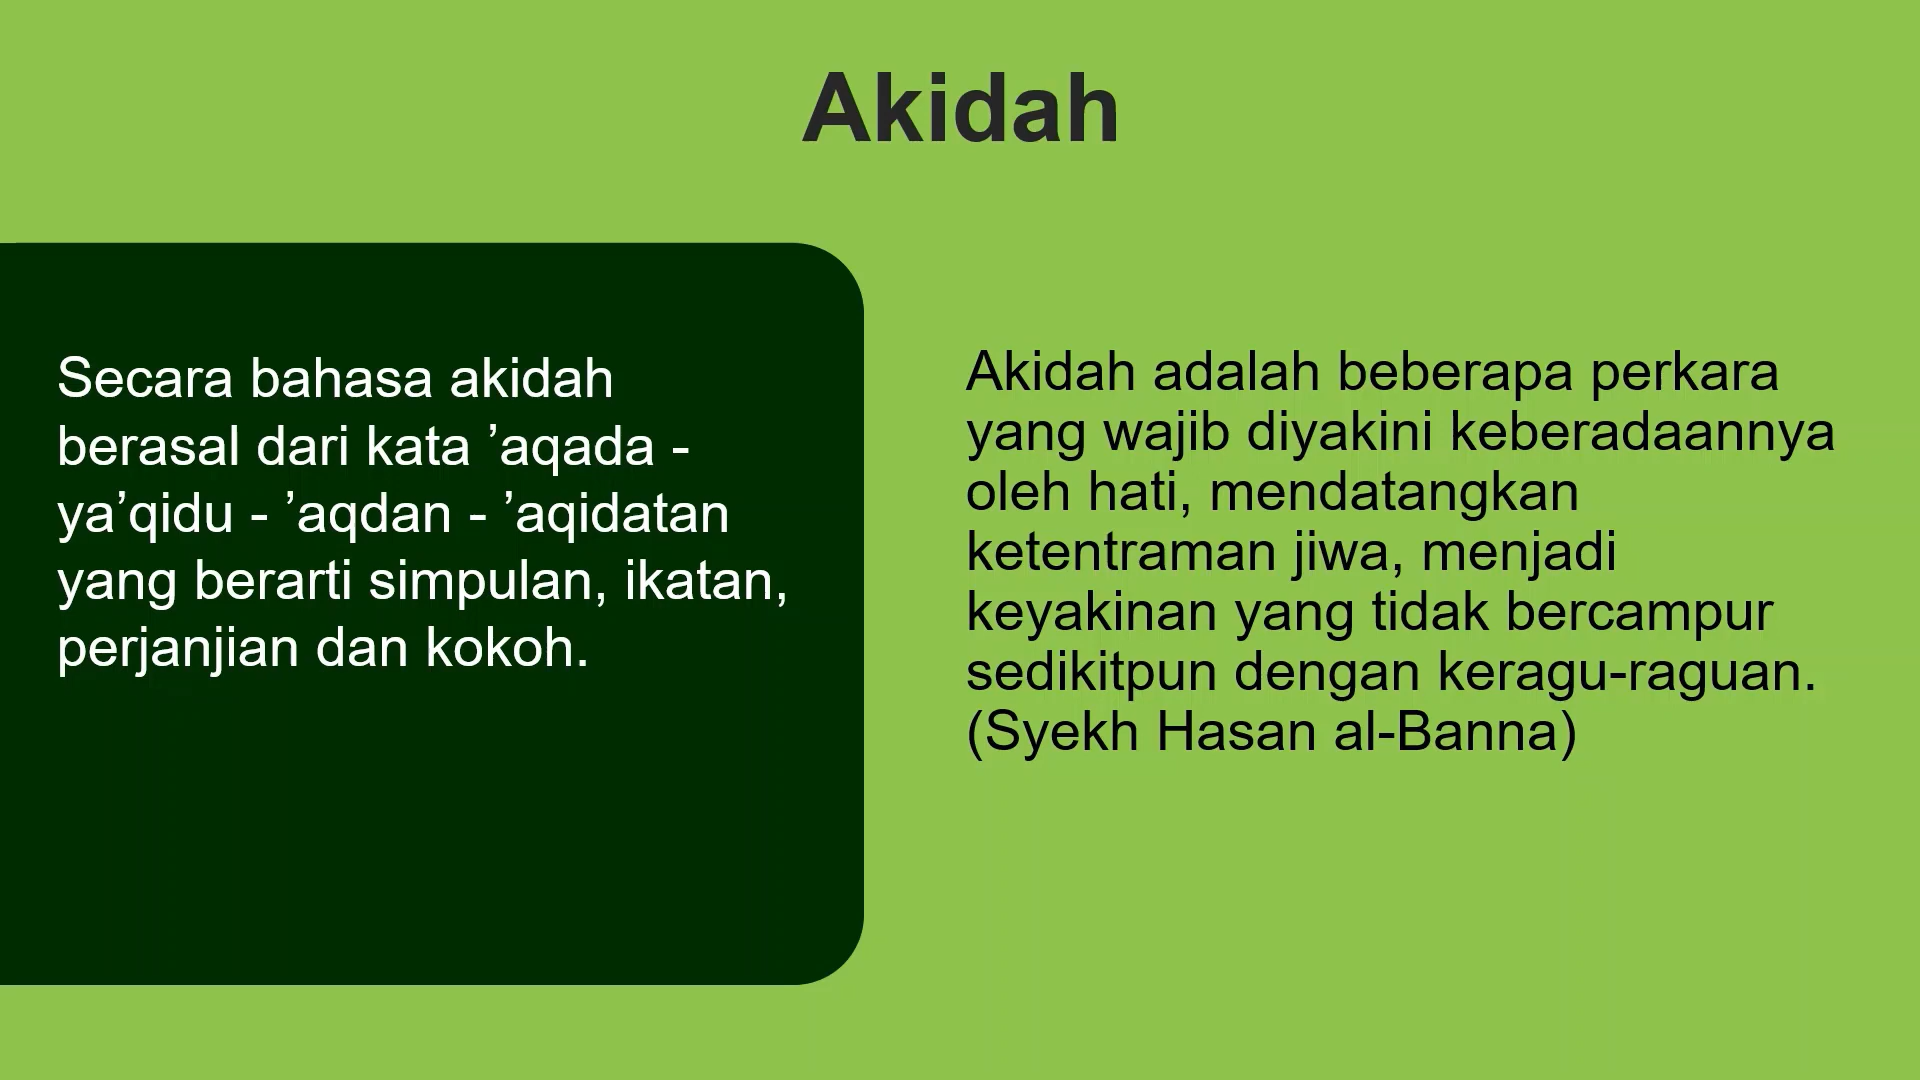 Akidah
Secara bahasa akidah
berasal dari kata ’aqada -
ya’qidu - ’aqdan - ’aqidatan
yang berarti simpulan, ikatan,
perjanjian dan kokoh.
Akidah adalah beberapa perkara
yang wajib diyakini keberadaannya
oleh hati, mendatangkan
ketentraman jiwa, menjadi
keyakinan yang tidak bercampur
sedikitpun dengan keragu-raguan.
(Syekh Hasan al-Banna)